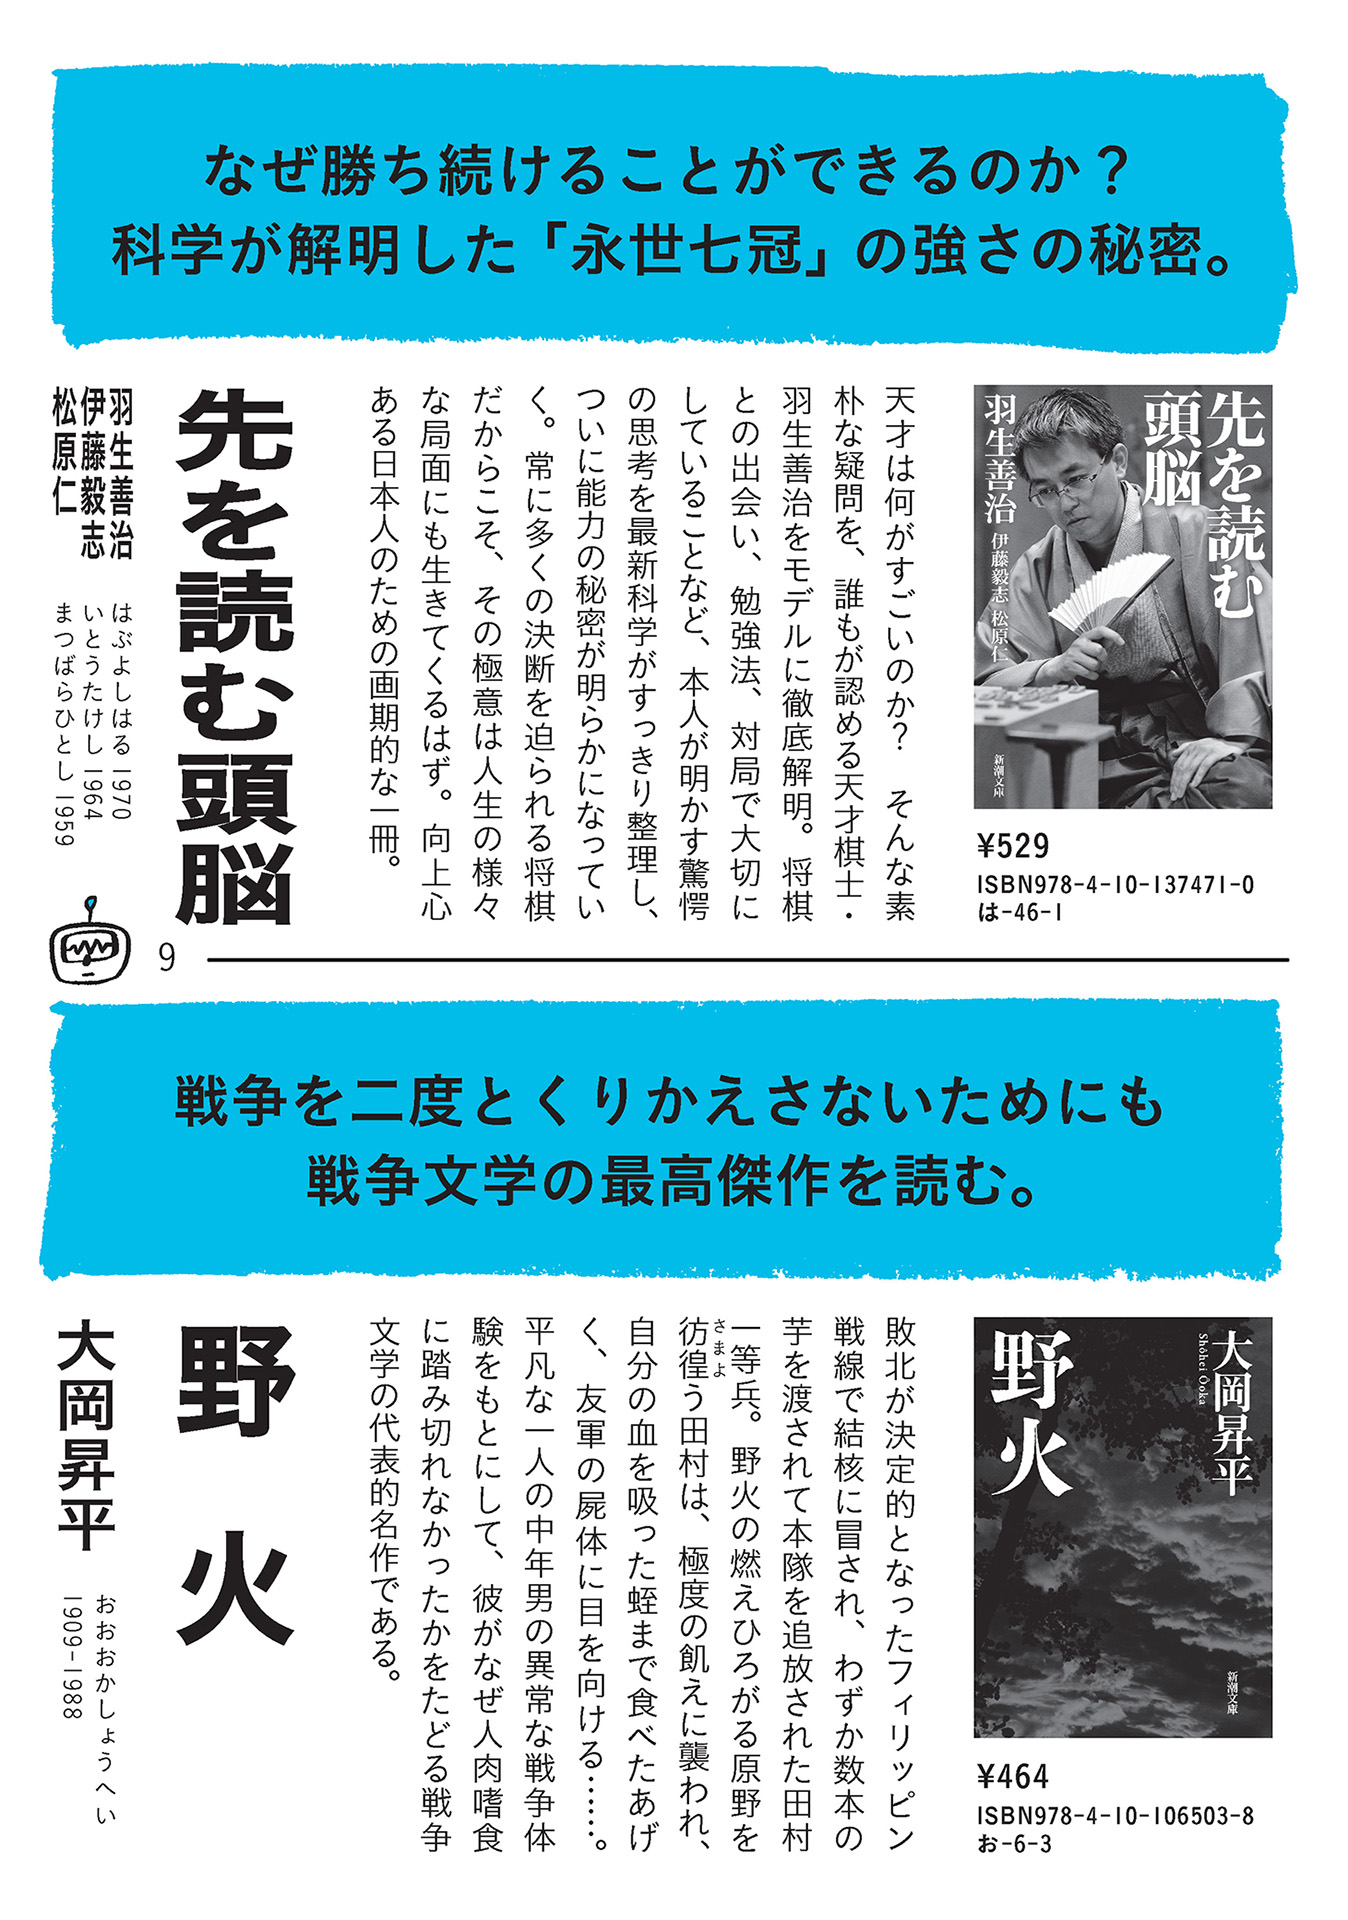 なぜ勝ち続けることができるのか？
科学が解明した「永世七冠」の強さの秘密。
先を読む
頭脳
羽生善治
伊藤毅志 松原仁
新潮文庫
¥529
ISBN978-4-10-137471-0
は-46-1
天才は何がすごいのか？　そんな素
朴な疑問を、誰もが認める天才棋士・
羽生善治をモデルに徹底解明。将棋
との出会い、勉強法、対局で大切に
していることなど、本人が明かす驚愕
の思考を最新科学がすっきり整理し、
ついに能力の秘密が明らかになってい
く。常に多くの決断を迫られる将棋
だからこそ、その極意は人生の様々
な局面にも生きてくるはず。向上心
ある日本人のための画期的な一冊。
先を読む頭脳
羽生善治 はぶよしはる 1970
伊藤毅志 いとうたけし 1964
松原仁 まつばらひとし 1959
9
戦争を二度とくりかえさないためにも
戦争文学の最高傑作を読む。
大岡昇平
Shôhei Ôoka
野火
新潮文庫
¥464
ISBN978-4-10-106503-8
お-6-3
敗北が決定的となったフィリッピン
戦線で結核に冒され、わずか数本の
芋を渡されて本隊を追放された田村
一等兵。野火の燃えひろがる原野を
さまよ
彷徨う田村は、極度の飢えに襲われ、
自分の血を吸った蛭まで食べたあげ
く、友軍の屍体に目を向ける……。
平凡な一人の中年男の異常な戦争体
験をもとにして、彼がなぜ人肉嗜食
に踏み切れなかったかをたどる戦争
文学の代表的名作である。
野火
大岡昇平
おおおかしょうへい
1909-1988